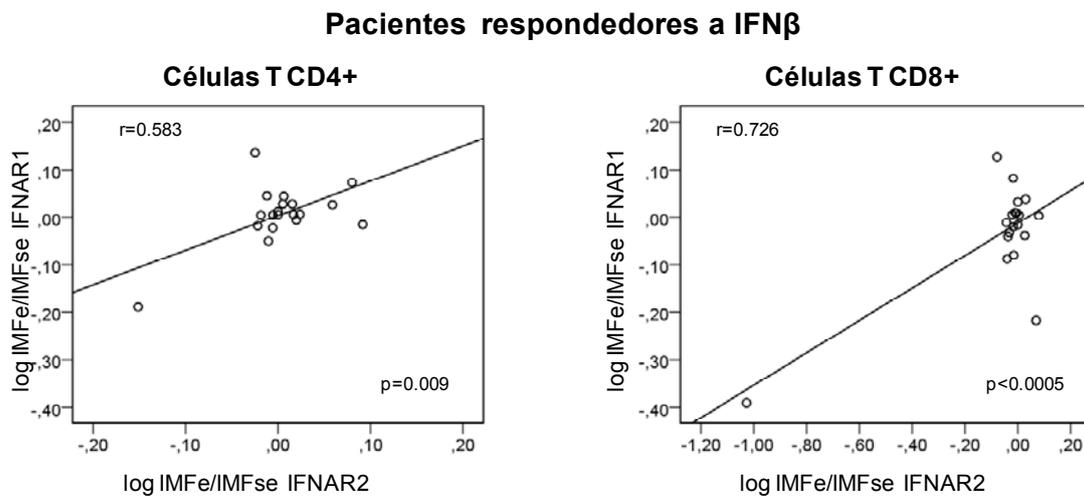 Pacientes respondedores a IFNβ
Células T CD4+
r=0.583
p=0.009
log IMFe/IMFse IFNAR1
,20
,10
,00
-,10
-,20
-,30
-,40
-,20 -,10 ,00 ,10 ,20
log IMFe/IMFse IFNAR2
Células T CD8+
r=0.726
p<0.0005
log IMFe/IMFse IFNAR1
,20
,10
,00
-,10
-,20
-,30
-,40
-1,20 -1,00 -,80 -,60 -,40 -,20 ,00 ,20
log IMFe/IMFse IFNAR2